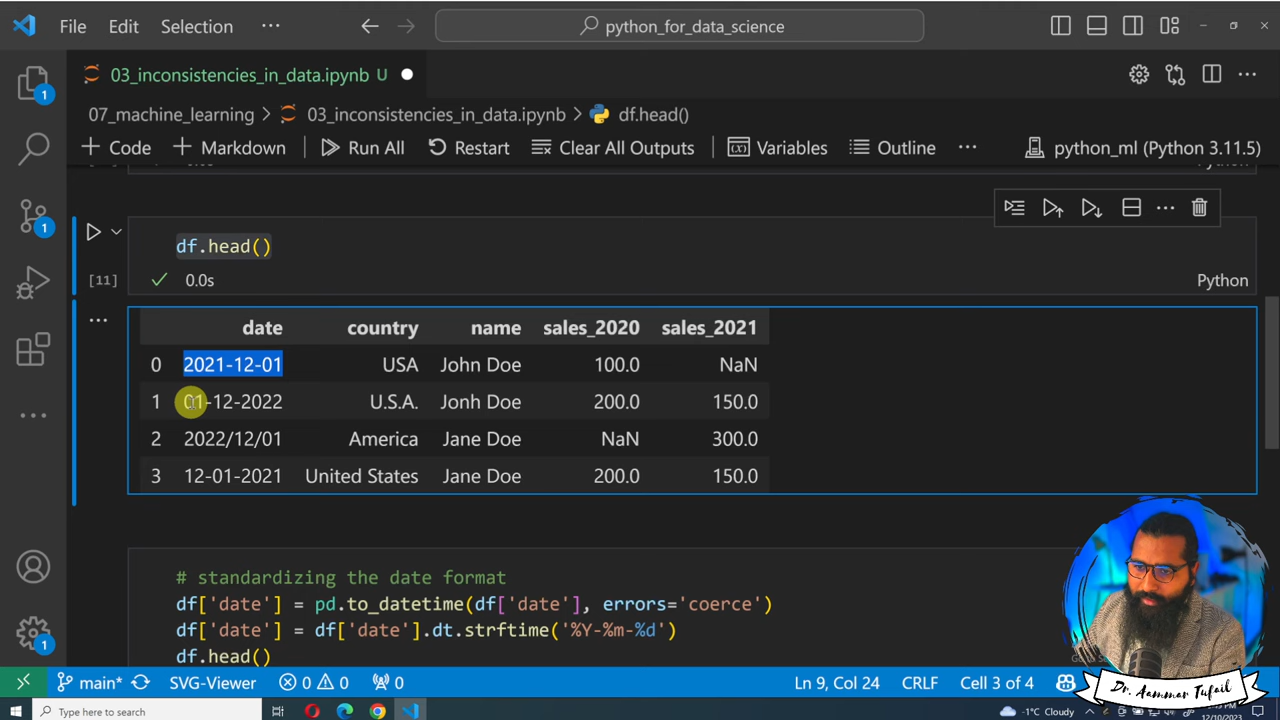 File Edit Selection ··· python_for_data_science
03_inconsistencies_in_data.ipynb U
07_machine_learning > 03_inconsistencies_in_data.ipynb > df.head()
+ Code + Markdown Run All Restart Clear All Outputs Variables Outline ··· python_ml (Python 3.11.5)
df.head()
[11] 0.0s Python
date country name sales_2020 sales_2021
0 2021-12-01 USA John Doe 100.0 NaN
1 01-12-2022 U.S.A. Jonh Doe 200.0 150.0
2 2022/12/01 America Jane Doe NaN 300.0
3 12-01-2021 United States Jane Doe 200.0 150.0
# standardizing the date format
df['date'] = pd.to_datetime(df['date'], errors='coerce')
df['date'] = df['date'].dt.strftime('%Y-%m-%d')
df.head()
main* SVG-Viewer 0 0 0 Ln 9, Col 24 CRLF Cell 3 of 4
Dr. Aammar Tufail
Type here to search -1°C Cloudy
1
1
1